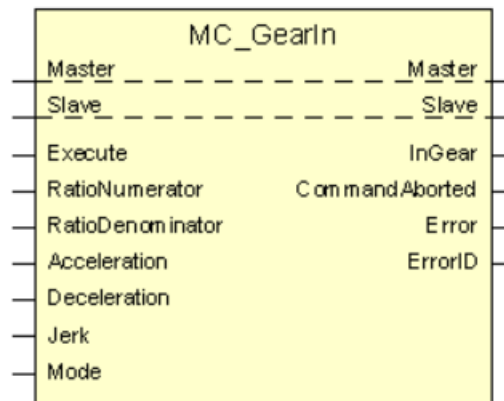 MC_GearIn
Master Master
Slave Slave
Execute InGear
RatioNumerator CommandAborted
RatioDenominator Error
Acceleration ErrorID
Deceleration
Jerk
Mode